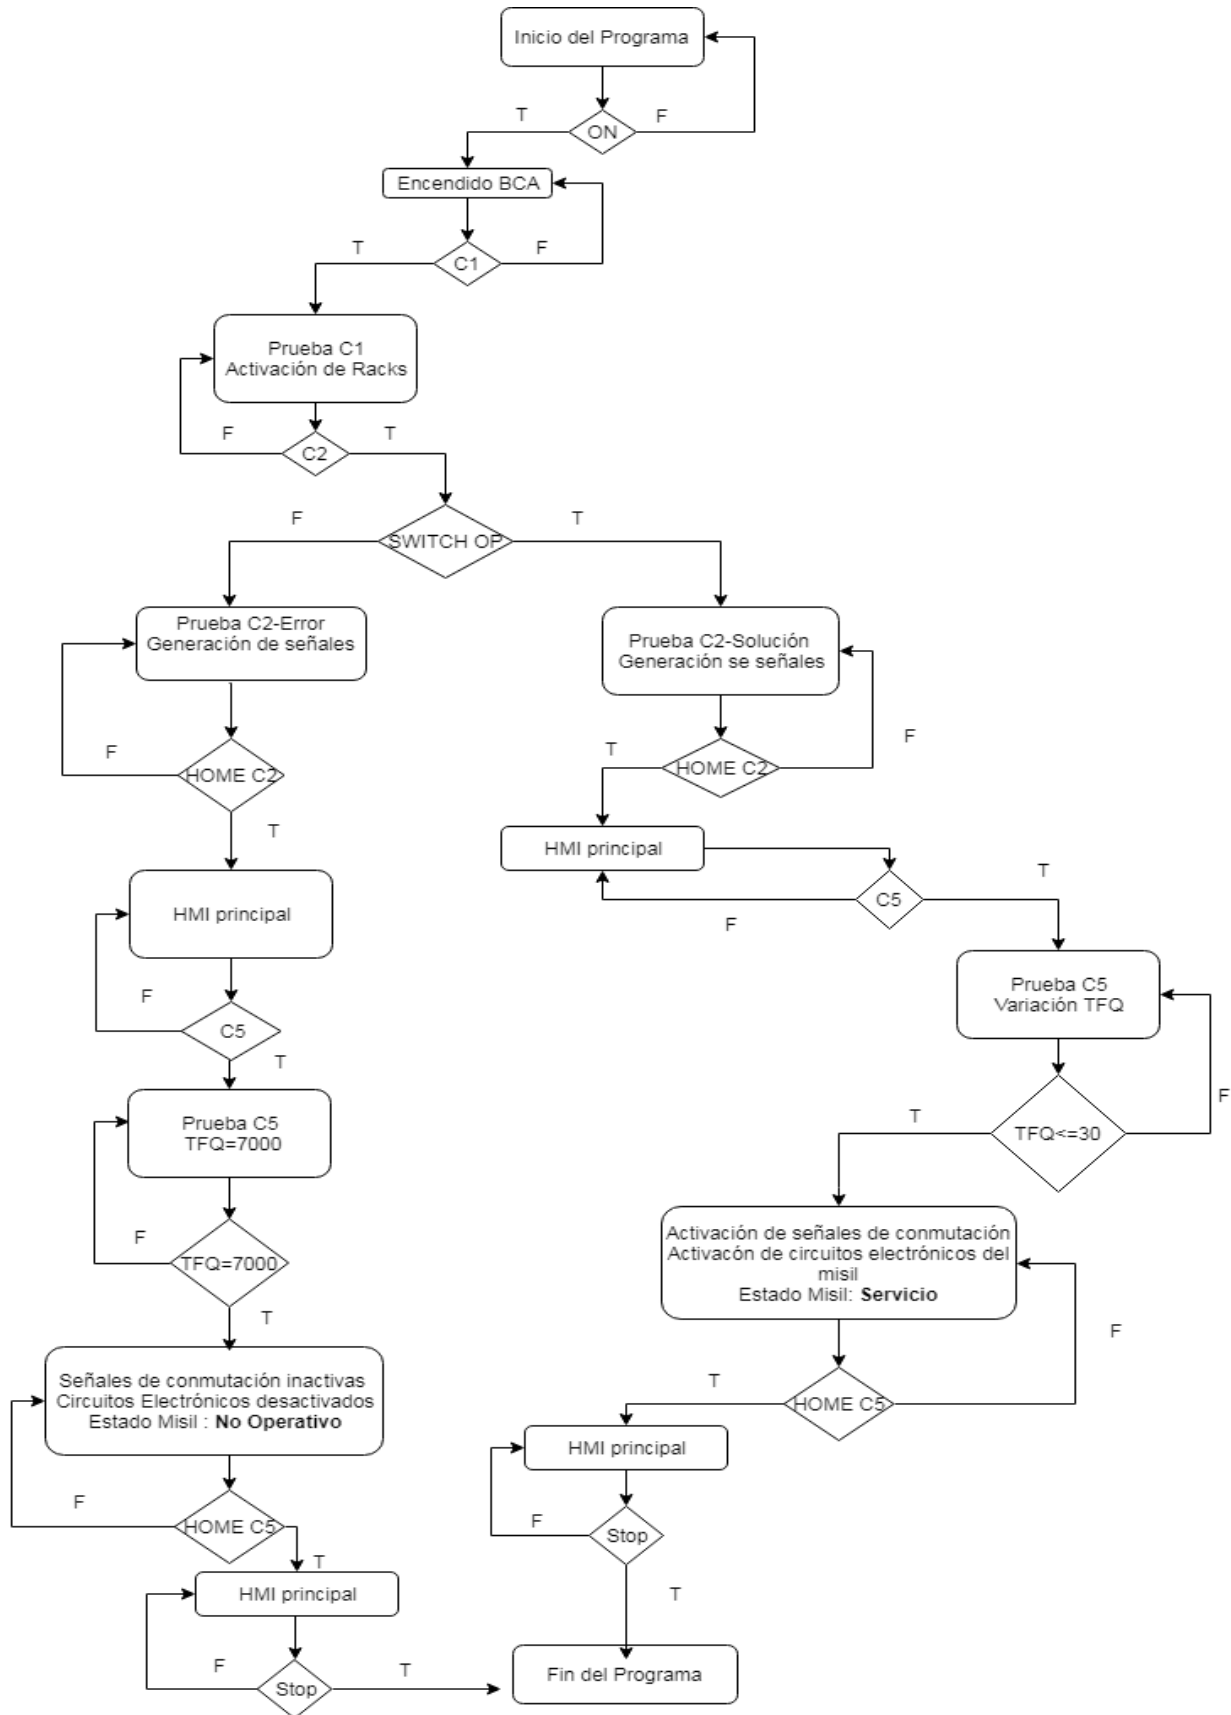 Inicio del Programa
T
F
ON
Encendido BCA
T
F
C1
Prueba C1
Activación de Racks
F
T
C2
F
T
SWITCH OP
Prueba C2-Error
Generación de señales
Prueba C2-Solución
Generación se señales
F
HOME C2
T
T
HOME C2
F
HMI principal
HMI principal
C5
T
F
F
C5
T
Prueba C5
Variación TFQ
Prueba C5
TFQ=7000
T
TFQ<=30
F
F
TFQ=7000
T
Activación de señales de conmutación
Activacón de circuitos electrónicos del
misil
Estado Misil: Servicio
F
Señales de conmutación inactivas
Circuitos Electrónicos desactivados
Estado Misil : No Operativo
T
HOME C5
HMI principal
F
HOME C5
T
F
Stop
T
HMI principal
F
T
Stop
Fin del Programa